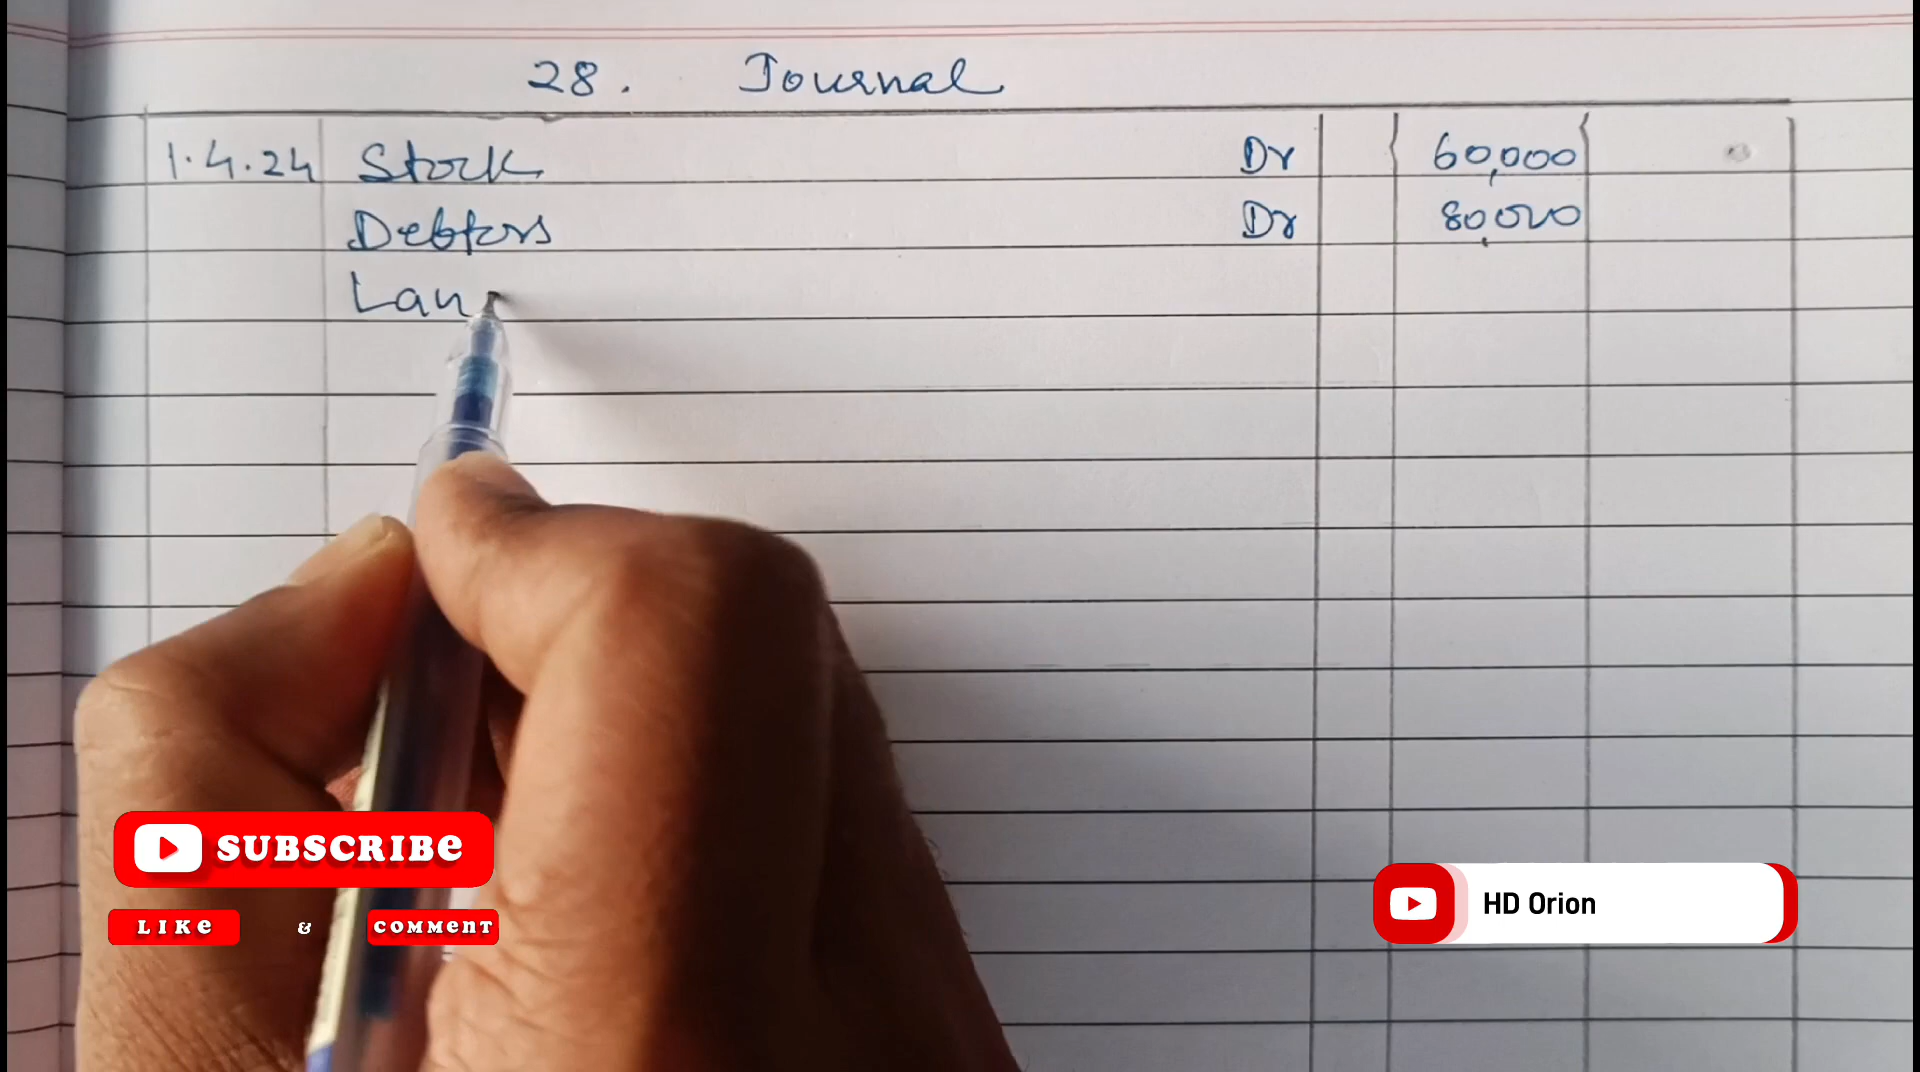 28. Journal
1.4.24 Stock Dr 60,000
Debtors Dr 80,000
Lan
SUBSCRIBE
LIKE & COMMENT
HD Orion